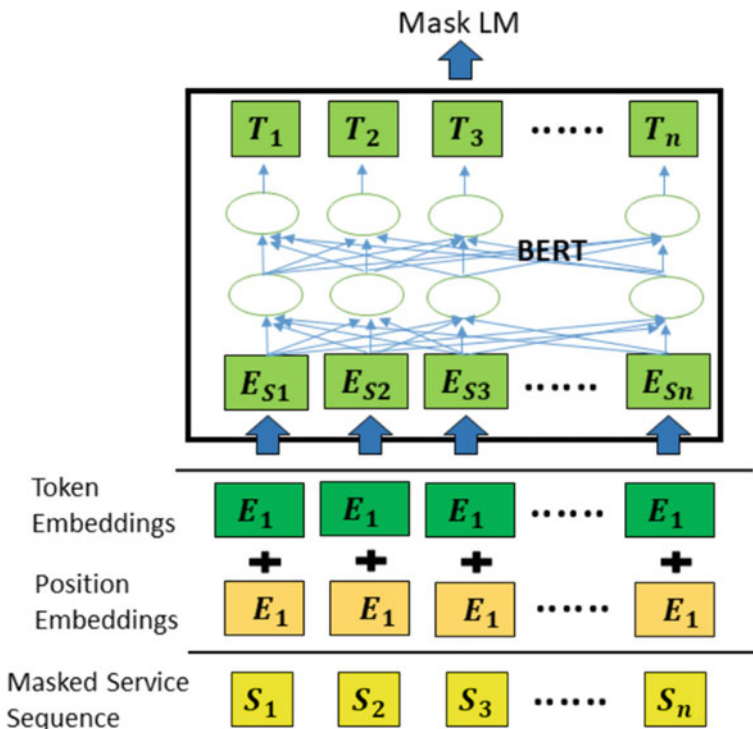 Mask LM
T1 T2 T3 ...... Tn
BERT
ES1 ES2 ES3 ...... ESn
Token
Embeddings
E1 E1 E1 ...... E1
+ + + +
Position
Embeddings
E1 E1 E1 ...... E1
Masked Service
Sequence
S1 S2 S3 ...... Sn